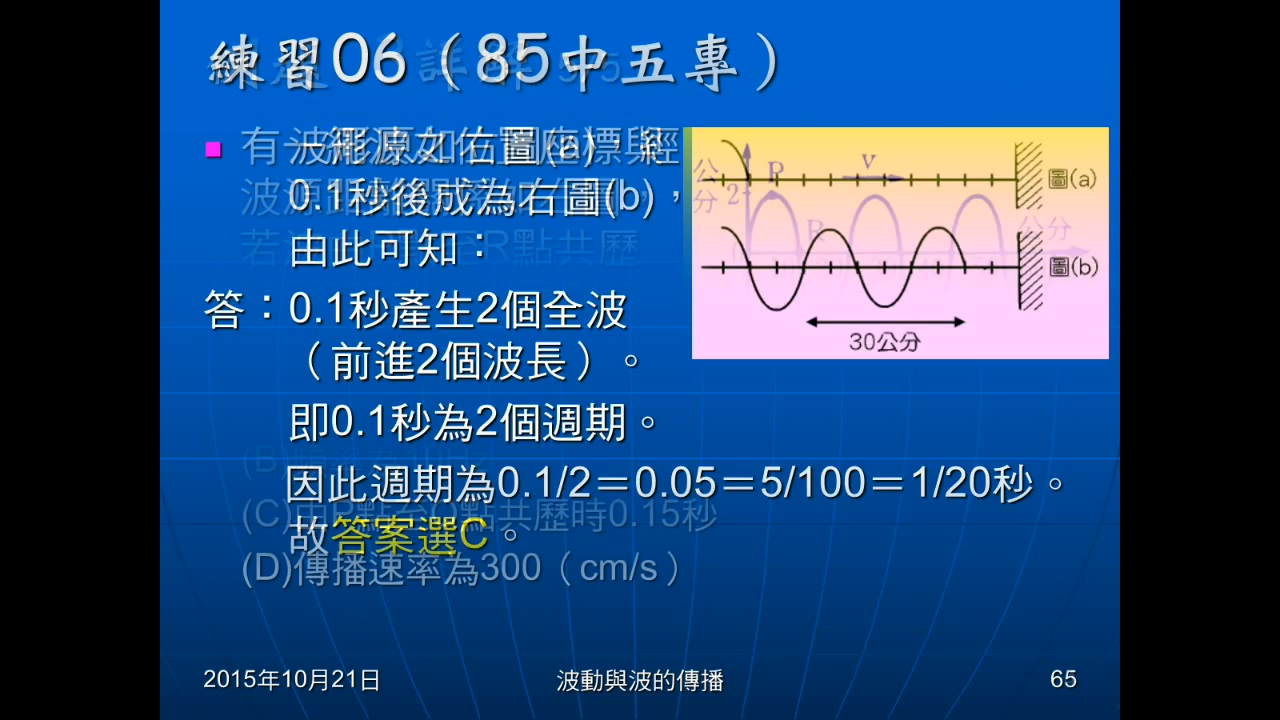 練習06（85中五專）
一繩波如右圖(a)，經
0.1秒後成為右圖(b)，
由此可知：
答：0.1秒產生2個全波
（前進2個波長）。
即0.1秒為2個週期。
因此週期為0.1/2＝0.05＝5/100＝1/20秒。
故答案選C。
(D)傳播速率為300（cm/s）
P
v
圖(a)
公分
2
R
公分
圖(b)
30公分
2015年10月21日
波動與波的傳播
65